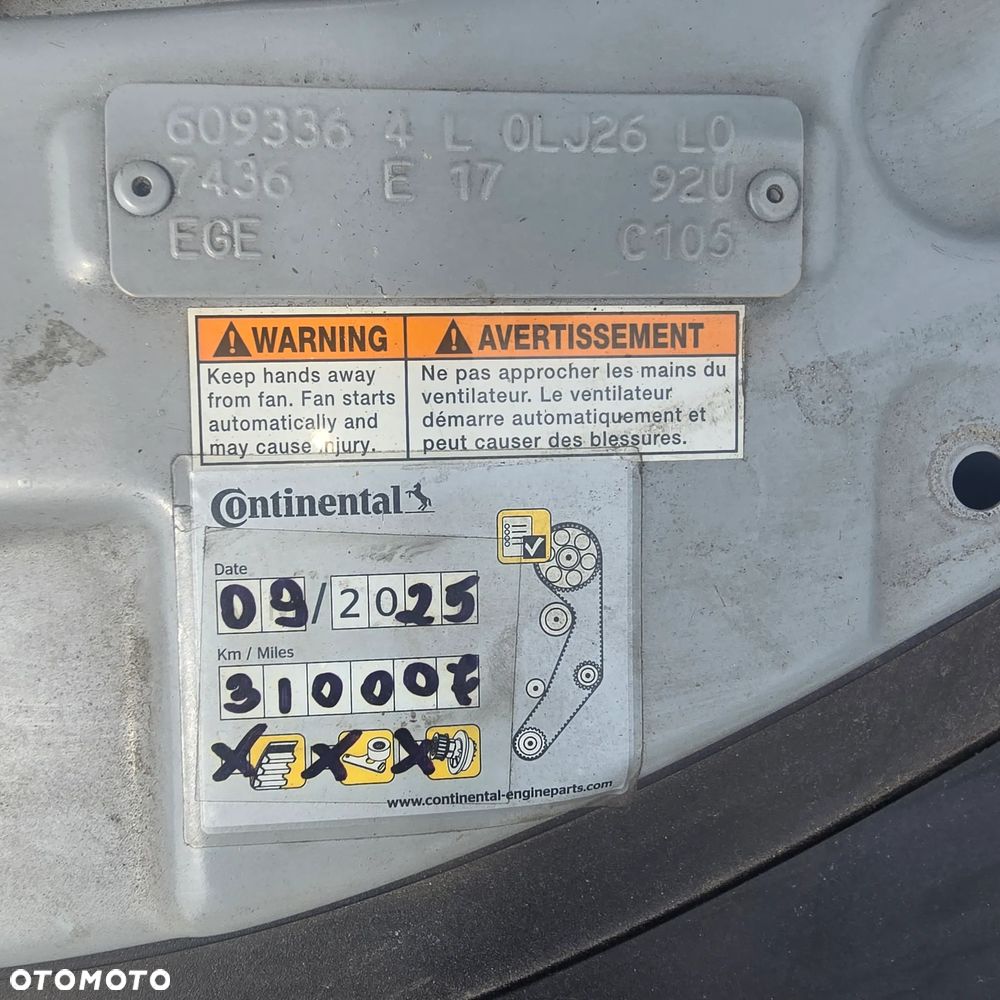 609336 4 L 0LJ26 L0
7436 E 17 92U
EGE C105
WARNING
Keep hands away
from fan. Fan starts
automatically and
may cause injury.
AVERTISSEMENT
Ne pas approcher les mains du
ventilateur. Le ventilateur
démarre automatiquement et
peut causer des blessures.
Continental
Date
09/2025
Km / Miles
310007
X X X
www.continental-engineparts.com
OTOMOTO